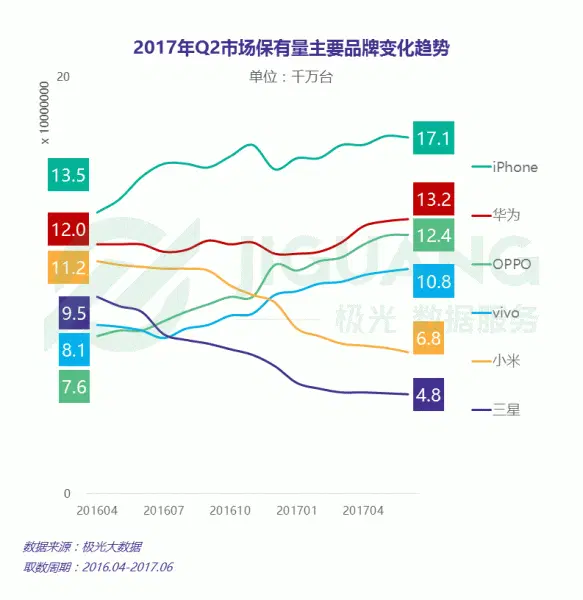 2017年Q2市场保有量主要品牌变化趋势
单位：千万台
20
x 10000000
13.5
12.0
11.2
9.5
8.1
7.6
17.1
13.2
12.4
10.8
6.8
4.8
iPhone
华为
OPPO
vivo
小米
三星
JIGUANG
极光 数据服务
0
201604
201607
201610
201701
201704
数据来源：极光大数据
取数周期：2016.04-2017.06